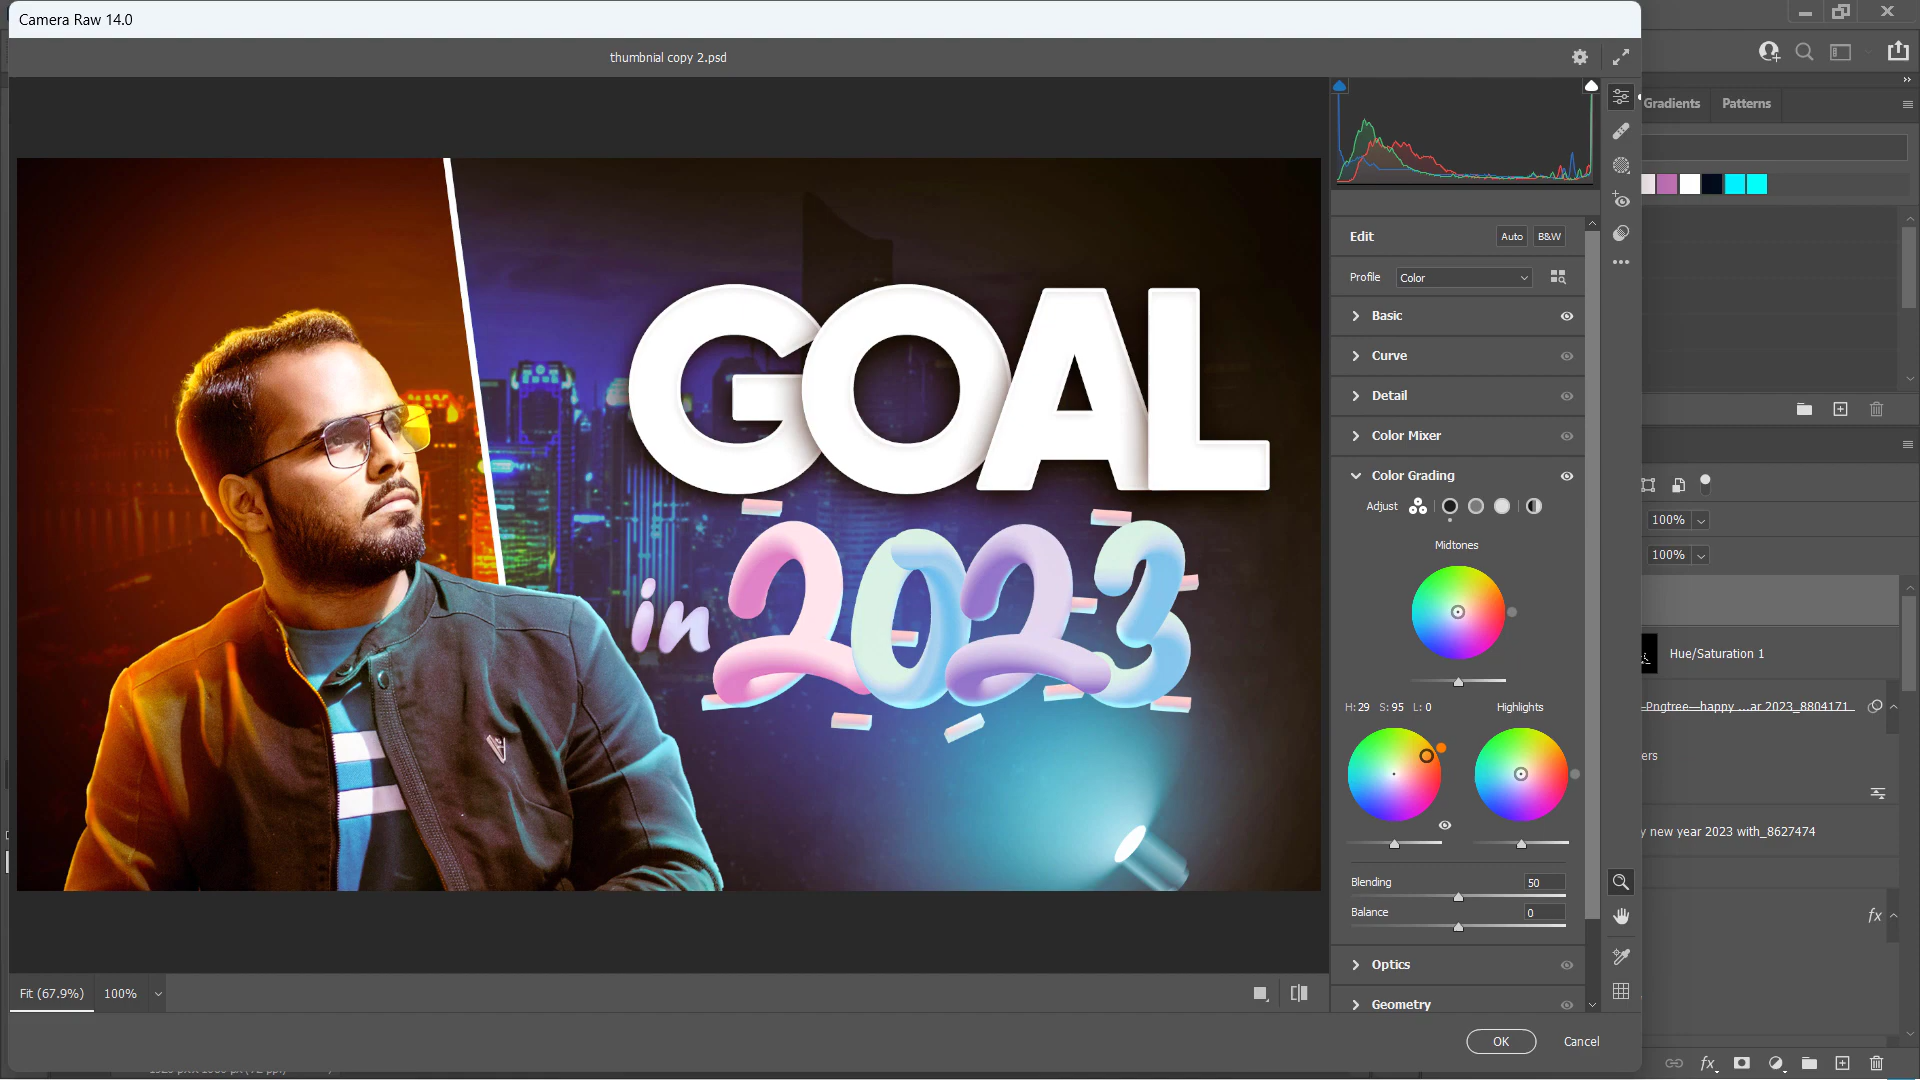 Camera Raw 14.0
thumbnial copy 2.psd
Gradients
Patterns
Edit
Auto
B&W
Profile
Color
Basic
Curve
Detail
Color Mixer
Color Grading
Adjust
Midtones
H: 29 S: 95 L: 0
Highlights
Blending
50
Balance
0
Optics
Geometry
GOAL
in 2023
100%
100%
Hue/Saturation 1
-Pngtree—happy ...ar 2023_8804171
ers
y new year 2023 with_8627474
fx
Fit (67.9%)
100%
OK
Cancel
fx